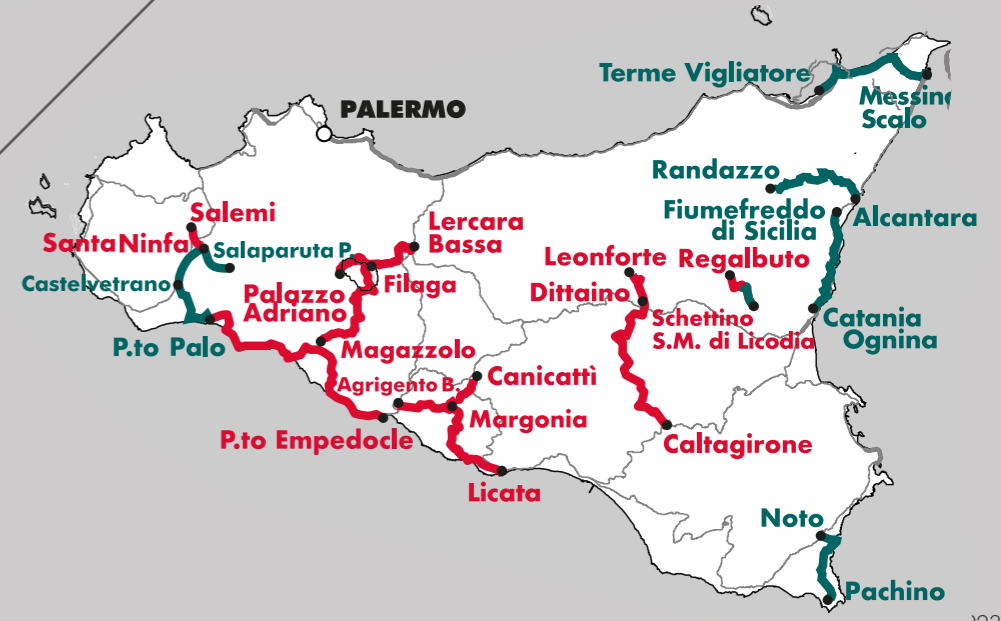 Terme Vigliatore
Messina
Scalo
PALERMO
Randazzo
Fiumefreddo
di Sicilia
Alcantara
Salemi
Santa Ninfa
Salaparuta P.
Lercara
Bassa
Leonforte
Regalbuto
Castelvetrano
Palazzo
Adriano
Filaga
Dittaino
Schettino
S.M. di Licodia
Catania
Ognina
P.to Palo
Magazzolo
Agrigento B.
Canicattì
Margonia
P.to Empedocle
Caltagirone
Licata
Noto
Pachino